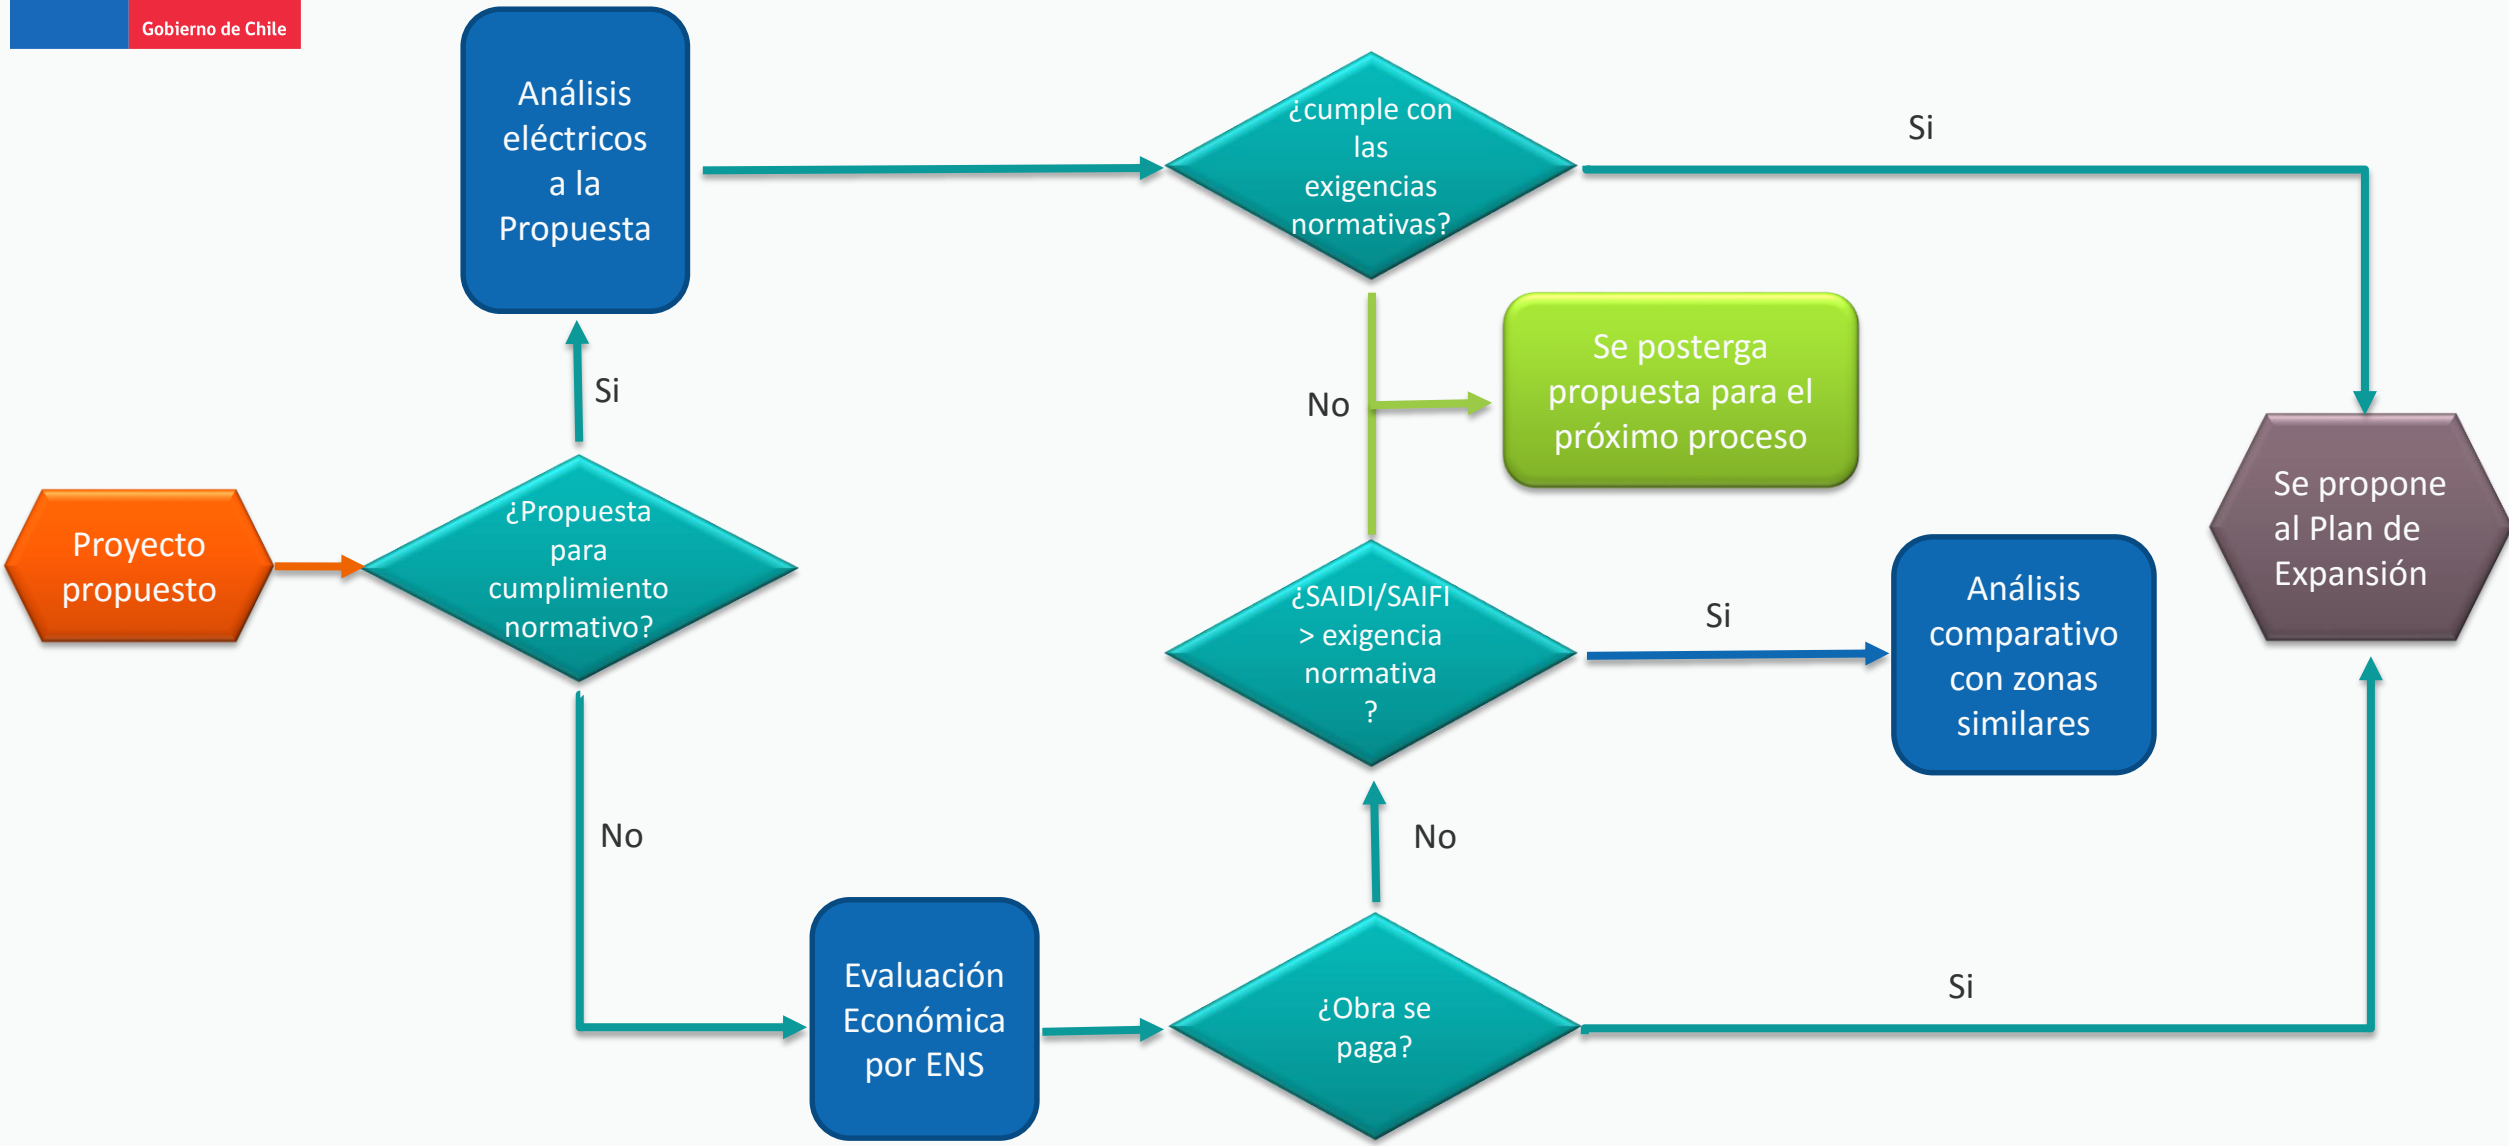 Gobierno de Chile
Análisis
eléctricos
a la
Propuesta
¿cumple con
las
exigencias
normativas?
Si
Si
No
Se posterga
propuesta para el
próximo proceso
Proyecto
propuesto
¿Propuesta
para
cumplimiento
normativo?
Se propone
al Plan de
Expansión
¿SAIDI/SAIFI
> exigencia
normativa
?
Si
Análisis
comparativo
con zonas
similares
No
No
Evaluación
Económica
por ENS
¿Obra se
paga?
Si